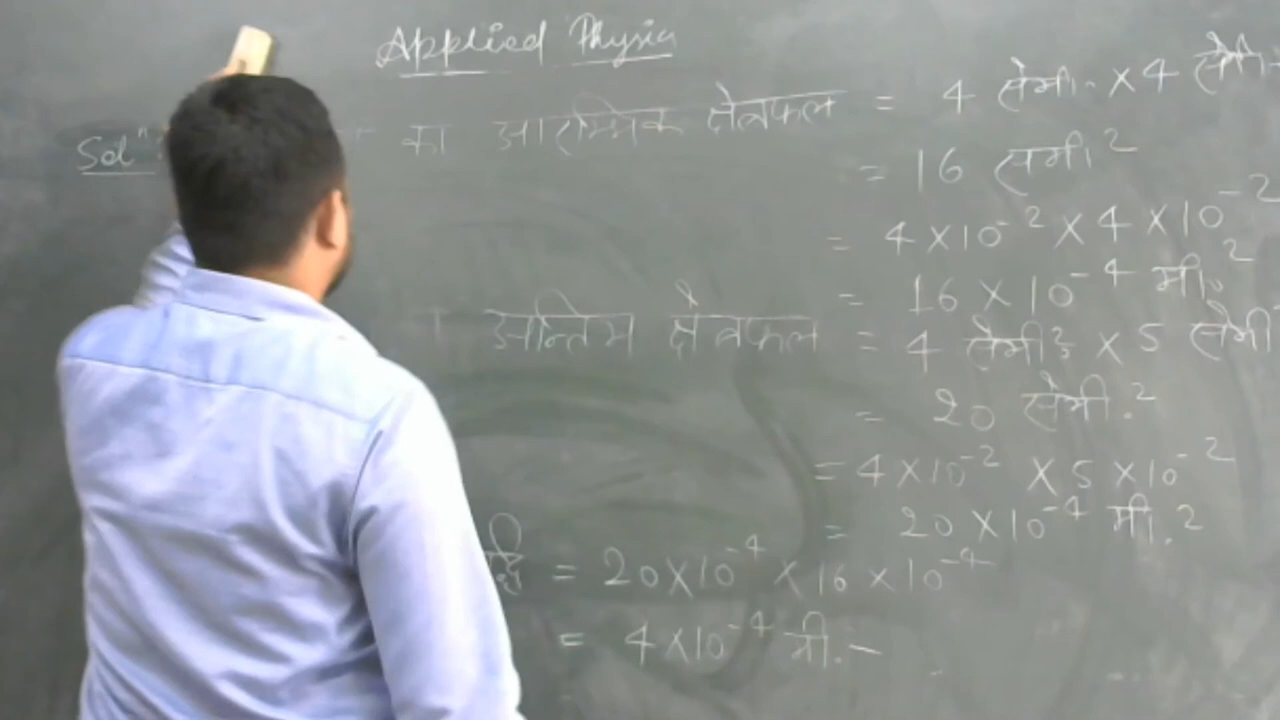 Applied Physics
Solⁿ का आरम्भिक क्षेत्रफल = 4 सेमी. × 4 सेमी.
= 16 सेमी²
= 4×10⁻² × 4×10⁻²
= 16 × 10⁻⁴ मी.²
अन्तिम क्षेत्रफल = 4 सेमी × 5 सेमी
= 20 सेमी.²
= 4×10⁻² × 5×10⁻²
= 20×10⁻⁴ मी.²
= 20×10⁻⁴ × 16×10⁻⁴
= 4×10⁻⁴ मी.